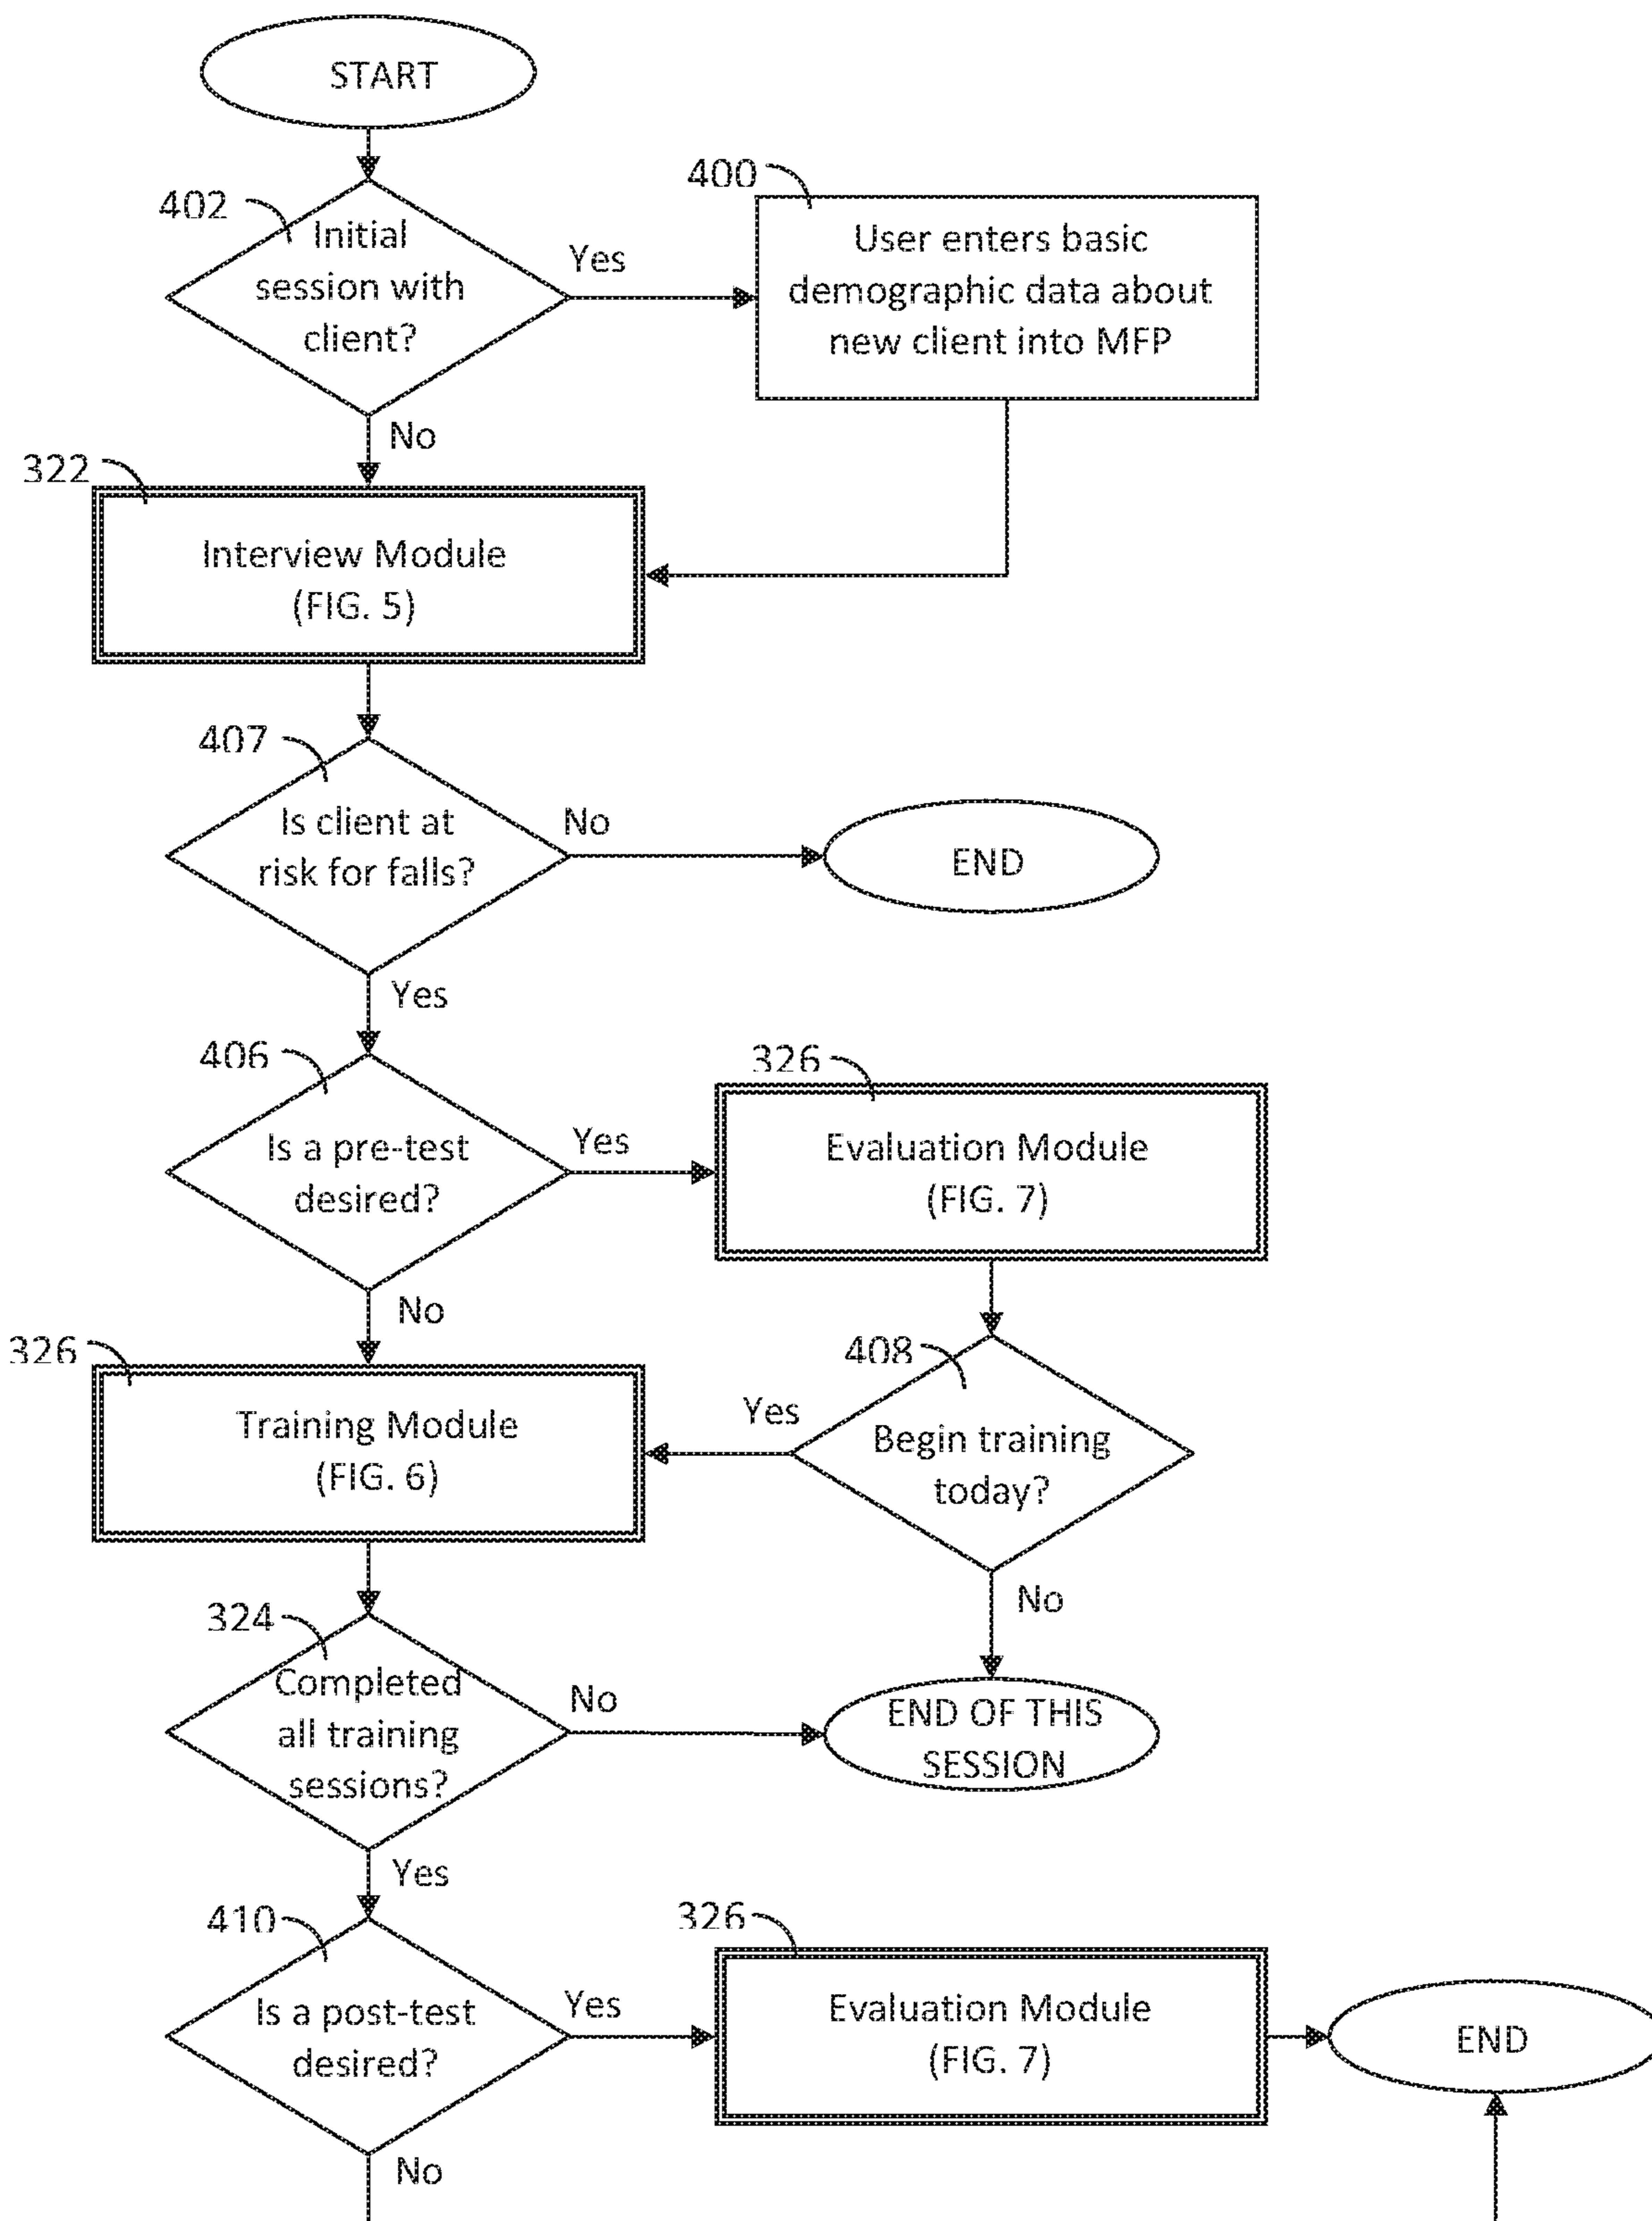 START
402
Initial
session with
client?
Yes
400
User enters basic
demographic data about
new client into MFP
No
322
Interview Module
(FIG. 5)
407
Is client at
risk for falls?
No
END
Yes
406
Is a pre-test
desired?
Yes
326
Evaluation Module
(FIG. 7)
No
326
Training Module
(FIG. 6)
408
Begin training
today?
Yes
No
324
Completed
all training
sessions?
No
END OF THIS
SESSION
Yes
410
Is a post-test
desired?
Yes
326
Evaluation Module
(FIG. 7)
END
No